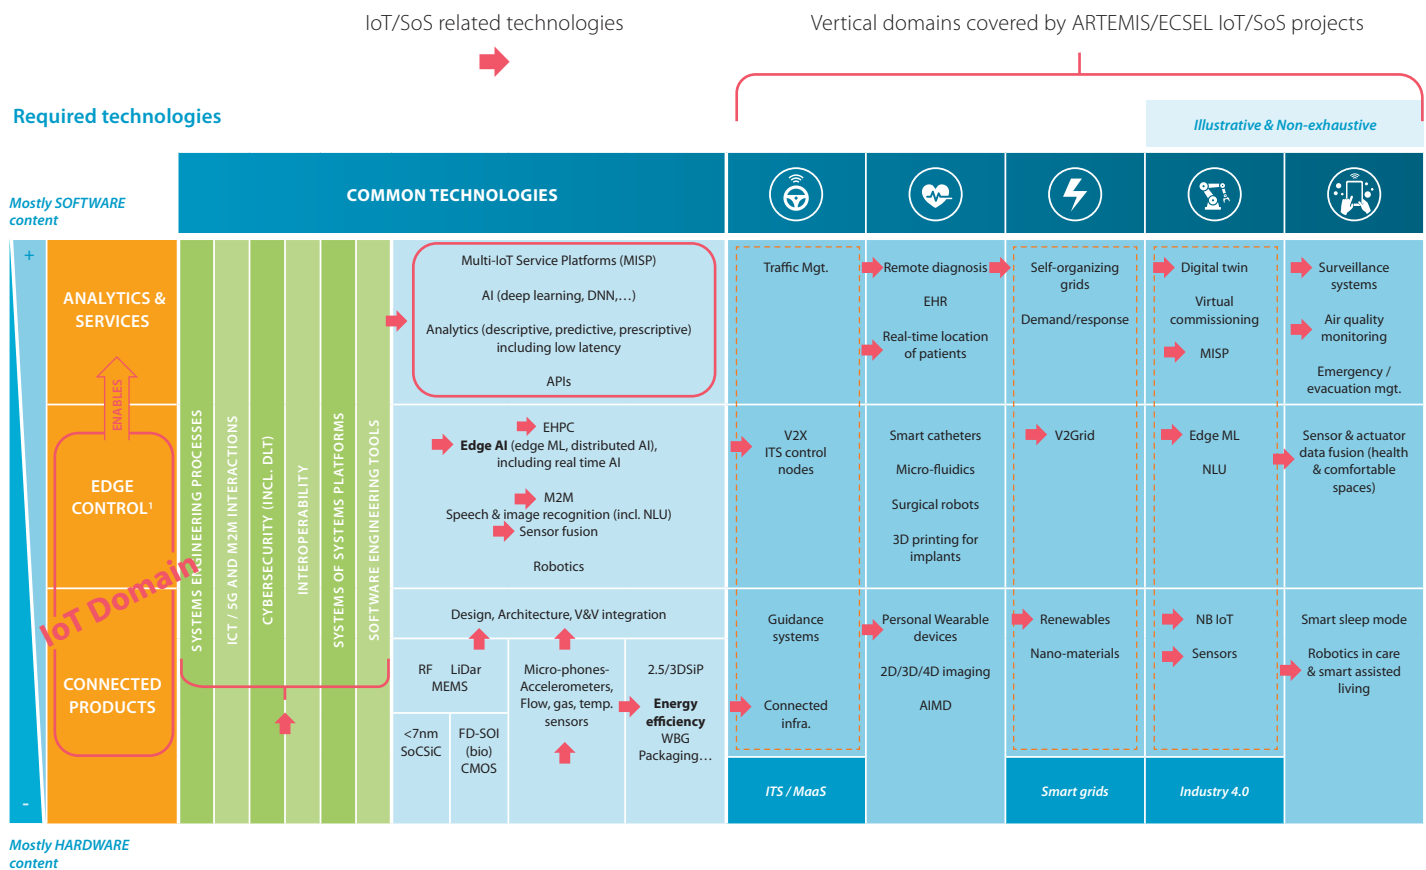 IoT/SoS related technologies
Vertical domains covered by ARTEMIS/ECSEL IoT/SoS projects
Required technologies
Illustrative & Non-exhaustive
Mostly SOFTWARE
content
COMMON TECHNOLOGIES
+
ANALYTICS &
SERVICES
ENABLES
EDGE
CONTROL¹
IoT Domain
CONNECTED
PRODUCTS
-
Mostly HARDWARE
content
SYSTEMS ENGINEERING PROCESSES
ICT / 5G AND M2M INTERACTIONS
CYBERSECURITY (INCL. DLT)
INTEROPERABILITY
SYSTEMS OF SYSTEMS PLATFORMS
SOFTWARE ENGINEERING TOOLS
Multi-IoT Service Platforms (MISP)
AI (deep learning, DNN,…)
Analytics (descriptive, predictive, prescriptive)
including low latency
APIs
EHPC
Edge AI (edge ML, distributed AI),
including real time AI
M2M
Speech & image recognition (incl. NLU)
Sensor fusion
Robotics
Design, Architecture, V&V integration
RF LiDar
MEMS
<7nm
SoCSiC
FD-SOI
(bio)
CMOS
Micro-phones-
Accelerometers,
Flow, gas, temp.
sensors
2.5/3DSiP
Energy
efficiency
WBG
Packaging…
Traffic Mgt.
V2X
ITS control
nodes
Guidance
systems
Connected
infra.
ITS / MaaS
Remote diagnosis
EHR
Real-time location
of patients
Smart catheters
Micro-fluidics
Surgical robots
3D printing for
implants
Personal Wearable
devices
2D/3D/4D imaging
AIMD
Self-organizing
grids
Demand/response
V2Grid
Renewables
Nano-materials
Smart grids
Digital twin
Virtual
commissioning
MISP
Edge ML
NLU
NB IoT
Sensors
Industry 4.0
Surveillance
systems
Air quality
monitoring
Emergency /
evacuation mgt.
Sensor & actuator
data fusion (health
& comfortable
spaces)
Smart sleep mode
Robotics in care
& smart assisted
living